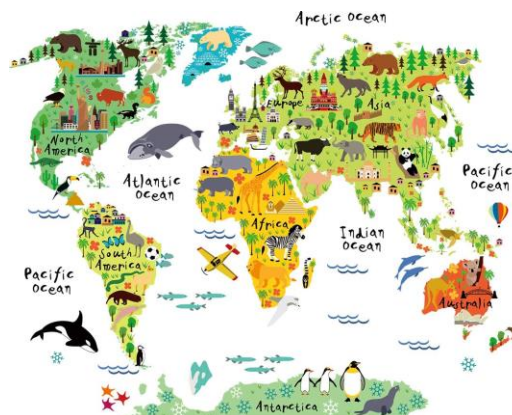 Arctic Ocean
Europe
Asia
North
America
Atlantic
Ocean
Pacific
Ocean
Africa
Indian
Ocean
South
America
Pacific
Ocean
Australia
Antarctica